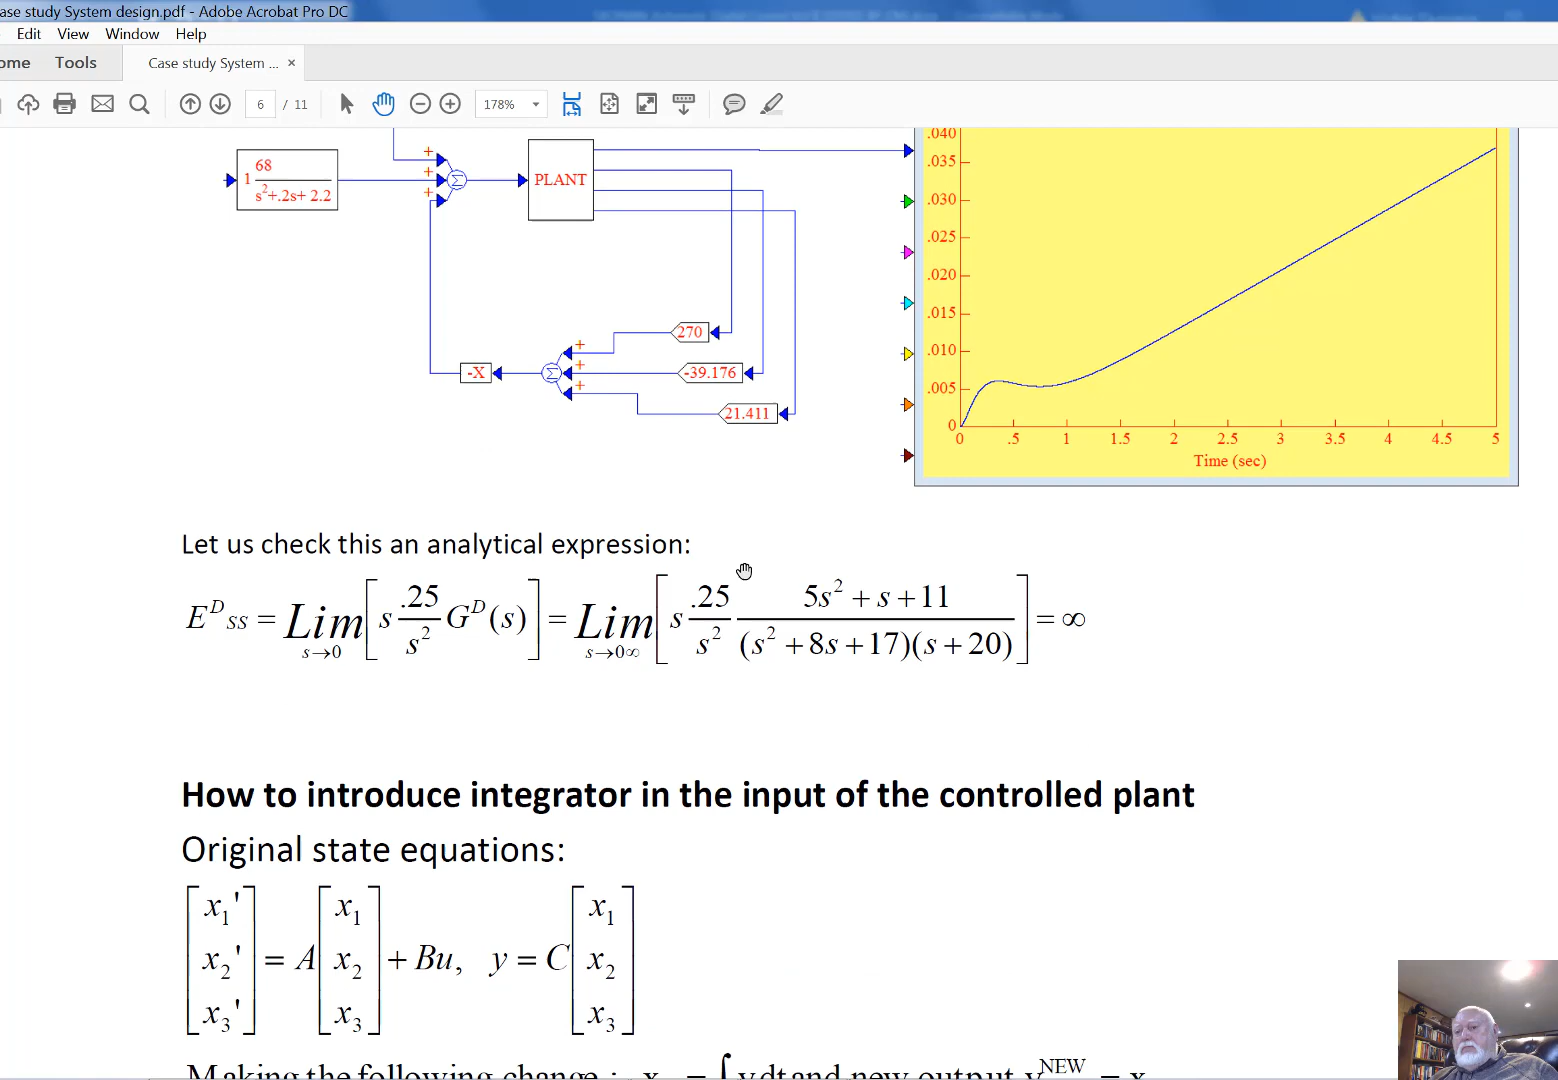 ase study System design.pdf - Adobe Acrobat Pro DC
Edit View Window Help
ome Tools Case study System ... ×
6 / 11 178%
.040
68
1 ―
s²+.2s+ 2.2
+
+
+
Σ
PLANT
.035
.030
.025
.020
.015
.010
.005
0
0 .5 1 1.5 2 2.5 3 3.5 4 4.5 5
Time (sec)
270
-39.176
21.411
+
+
+
Σ
-X
Let us check this an analytical expression:
E^D_SS = Lim_{s→0} [ s .25/s² G^D(s) ] = Lim_{s→0∞} [ s .25/s² (5s² + s + 11)/((s² + 8s + 17)(s + 20)) ] = ∞
How to introduce integrator in the input of the controlled plant
Original state equations:
[x₁' x₂' x₃'] = A [x₁ x₂ x₃] + Bu, y = C [x₁ x₂ x₃]